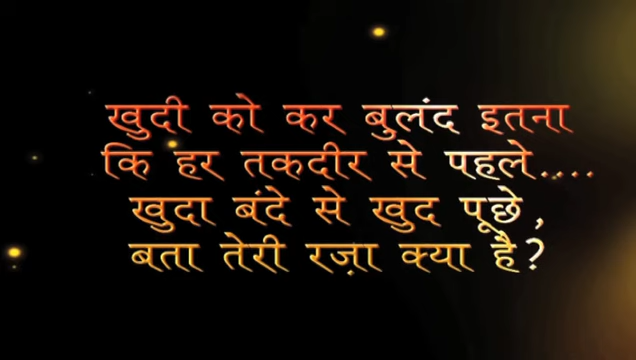 खुदी को कर बुलंद इतना
कि हर तकदीर से पहले....
खुदा बंदे से खुद पूछे,
बता तेरी रज़ा क्या है?